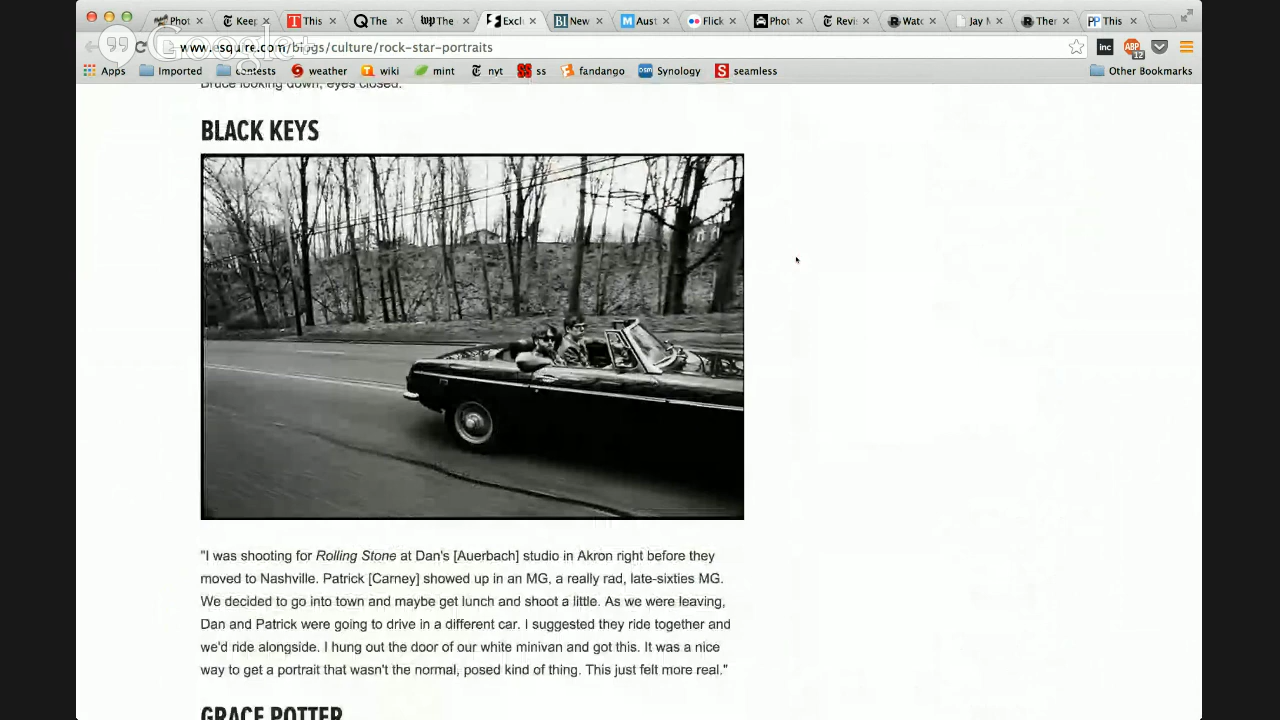 Phot
Keep
This
The
The
Excl
New
Aust
Flick
Phot
Revi
Watc
Jay M
The
This
Google+
www.esquire.com/blogs/culture/rock-star-portraits
inc
ABP
12
Apps
Imported
contests
weather
wiki
mint
nyt
ss
fandango
Synology
seamless
Other Bookmarks
Bruce looking down, eyes closed.
BLACK KEYS
"I was shooting for Rolling Stone at Dan's [Auerbach] studio in Akron right before they
moved to Nashville. Patrick [Carney] showed up in an MG, a really rad, late-sixties MG.
We decided to go into town and maybe get lunch and shoot a little. As we were leaving,
Dan and Patrick were going to drive in a different car. I suggested they ride together and
we'd ride alongside. I hung out the door of our white minivan and got this. It was a nice
way to get a portrait that wasn't the normal, posed kind of thing. This just felt more real."
GRACE POTTER